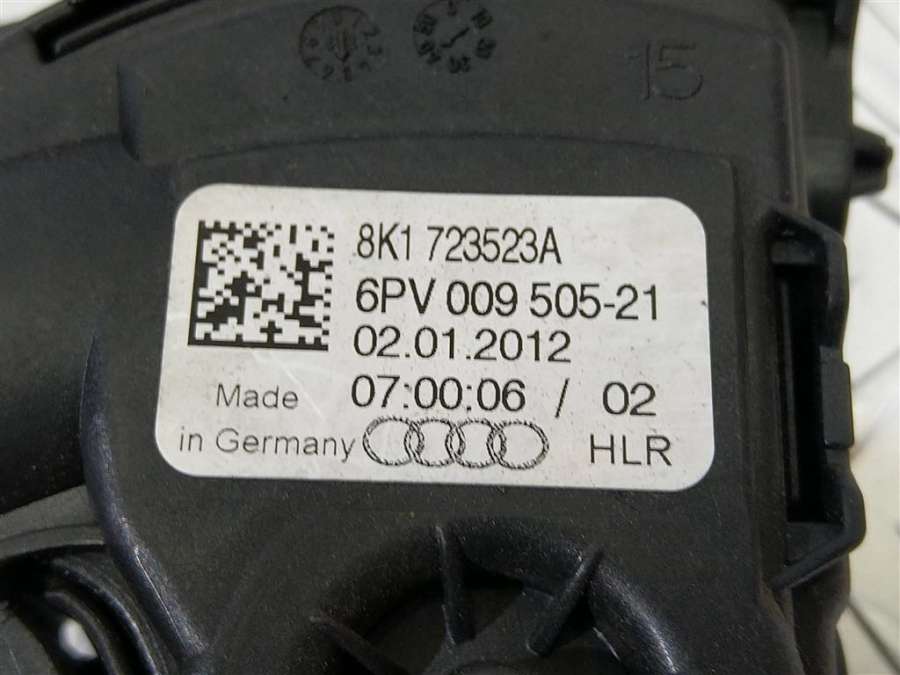 15
8K1 723523A
6PV 009 505-21
02.01.2012
07:00:06 / 02
Made
in Germany
HLR